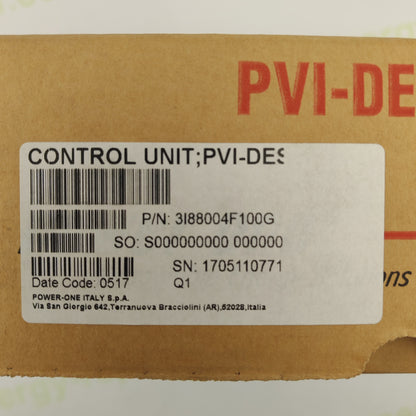 PVI-DE
CONTROL UNIT;PVI-DES
P/N: 3I88004F100G
SO: S000000000 000000
SN: 1705110771
Date Code: 0517 Q1
POWER-ONE ITALY S.p.A.
Via San Giorgio 642,Terranuova Bracciolini (AR),52028,Italia
ons